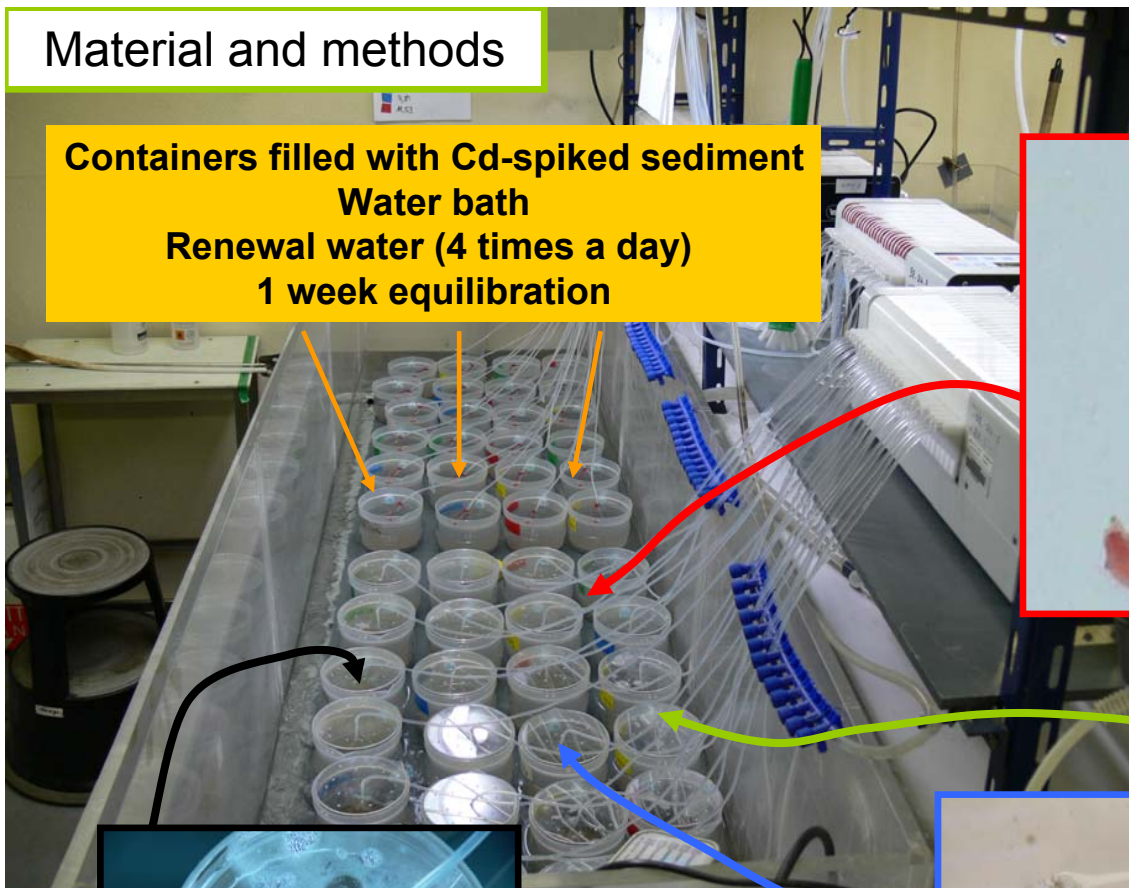 Material and methods
Containers filled with Cd-spiked sediment
Water bath
Renewal water (4 times a day)
1 week equilibration